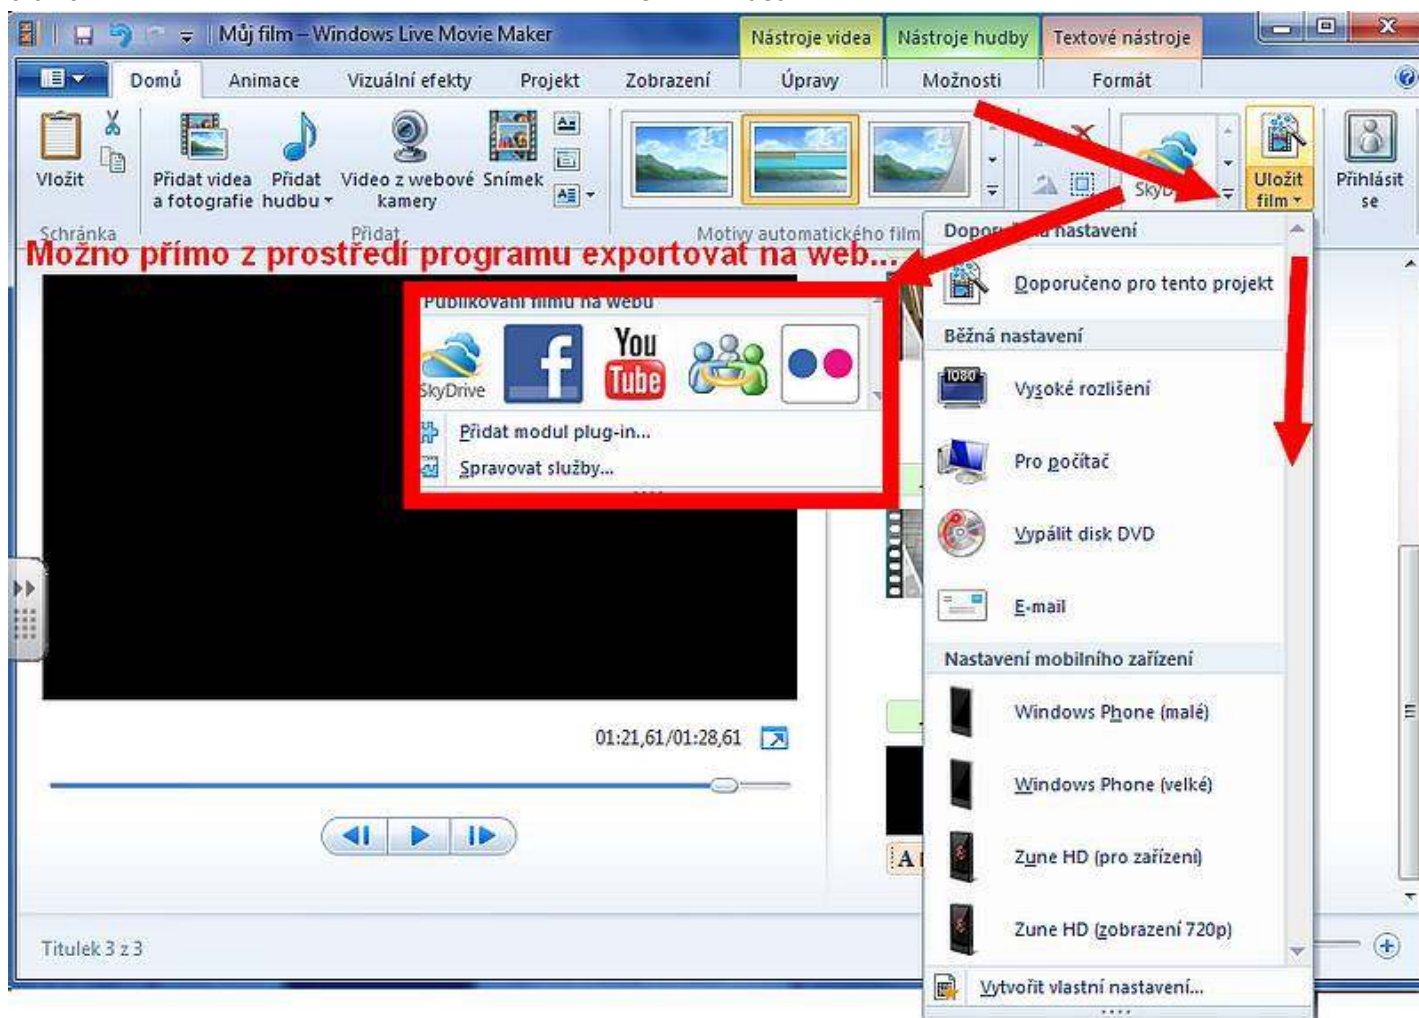 Můj film – Windows Live Movie Maker
Nástroje videa
Nástroje hudby
Textové nástroje
Domů
Animace
Vizuální efekty
Projekt
Zobrazení
Úpravy
Možnosti
Formát
Vložit
Přidat videa
a fotografie
Přidat
hudbu
Video z webové
kamery
Snímek
Uložit
film
Přihlásit
se
Schránka
Přidat
Motivy automatického film
Možno přímo z prostředí programu exportovat na web...
Publikování filmu na webu
SkyDrive
You
Tube
Přidat modul plug-in...
Spravovat služby...
nastavení
Doporučeno pro tento projekt
Běžná nastavení
1080
Vysoké rozlišení
Pro počítač
Vypálit disk DVD
E-mail
Nastavení mobilního zařízení
Windows Phone (malé)
Windows Phone (velké)
Zune HD (pro zařízení)
Zune HD (zobrazení 720p)
Vytvořit vlastní nastavení...
01:21,61/01:28,61
A
Titulek 3 z 3